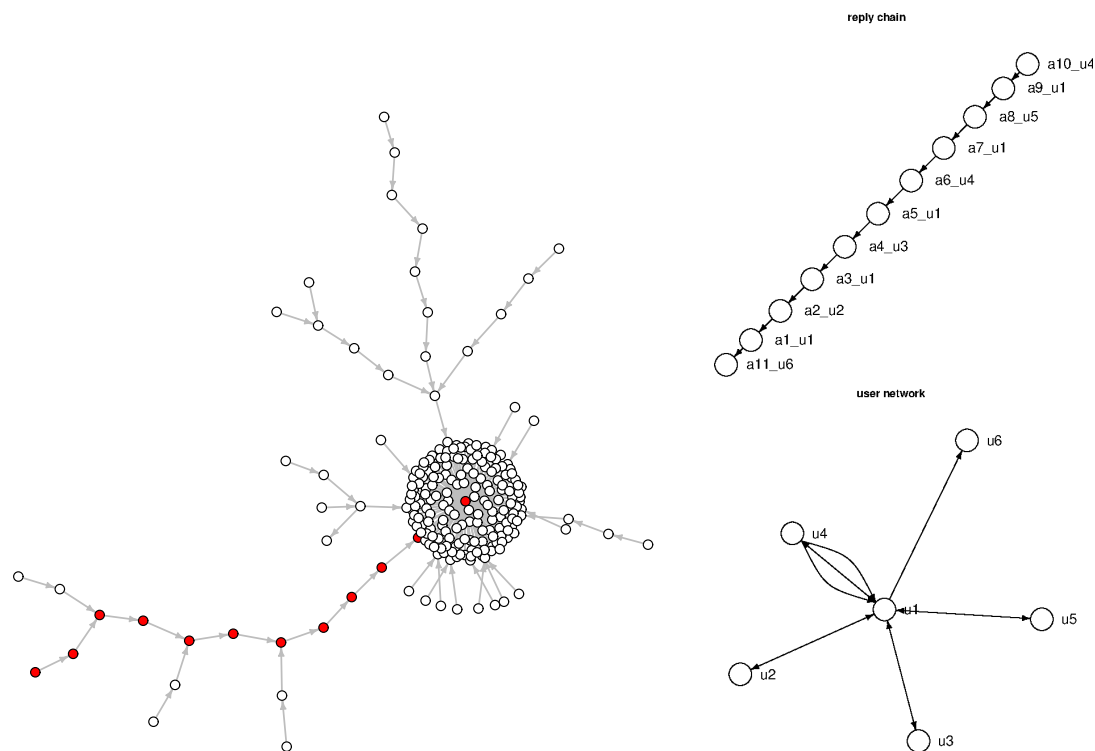 reply chain
a10_u4
a9_u1
a8_u5
a7_u1
a6_u4
a5_u1
a4_u3
a3_u1
a2_u2
a1_u1
a11_u6
user network
u6
u4
u1
u5
u2
u3